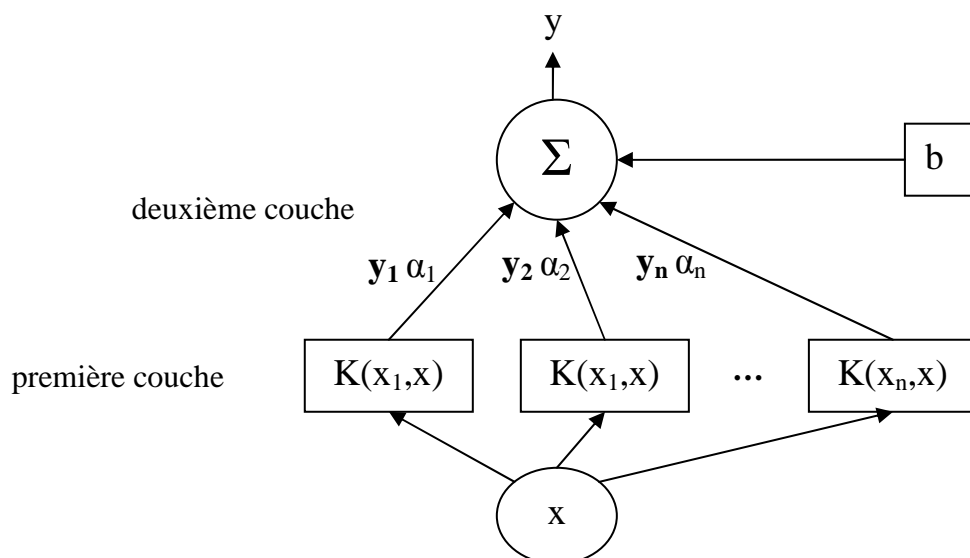 y
Σ
b
deuxième couche
y₁ α₁
y₂ α₂
yₙ αₙ
première couche
K(x₁,x)
K(x₁,x)
...
K(xₙ,x)
x